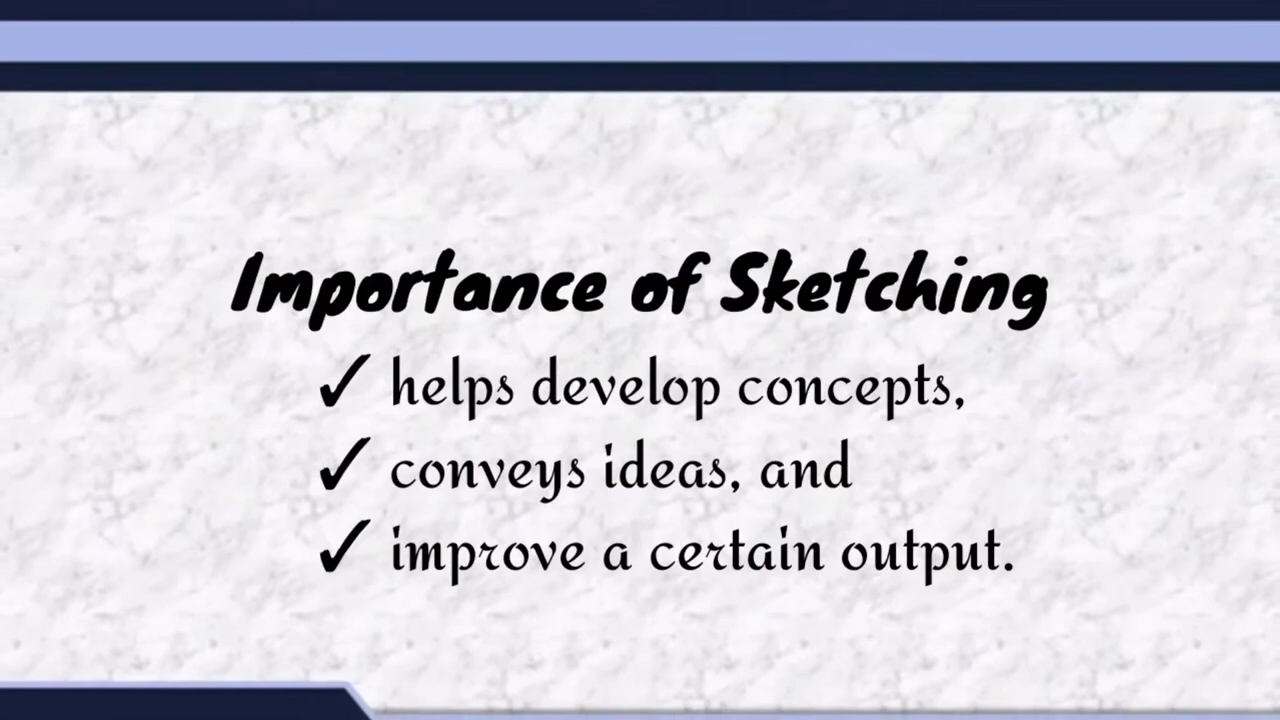 Importance of Sketching
✓ helps develop concepts,
✓ conveys ideas, and
✓ improve a certain output.